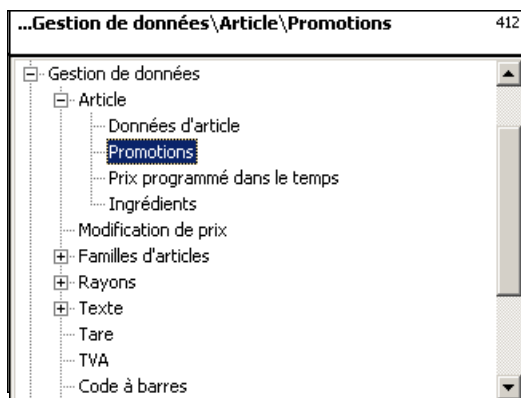 ...Gestion de données\Article\Promotions 412
Gestion de données
Article
Données d'article
Promotions
Prix programmé dans le temps
Ingrédients
Modification de prix
Familles d'articles
Rayons
Texte
Tare
TVA
Code à barres